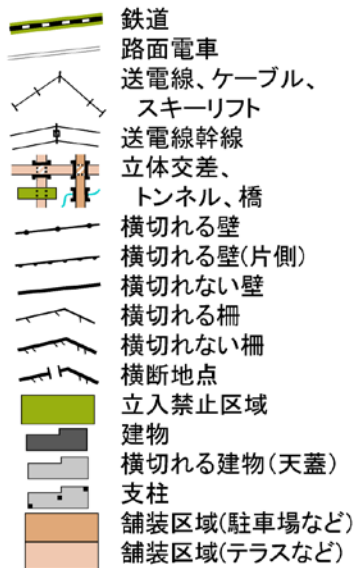 鉄道
路面電車
送電線、ケーブル、
スキーリフト
送電線幹線
立体交差、
トンネル、橋
横切れる壁
横切れる壁(片側)
横切れない壁
横切れる柵
横切れない柵
横断地点
立入禁止区域
建物
横切れる建物(天蓋)
支柱
舗装区域(駐車場など)
舗装区域(テラスなど)